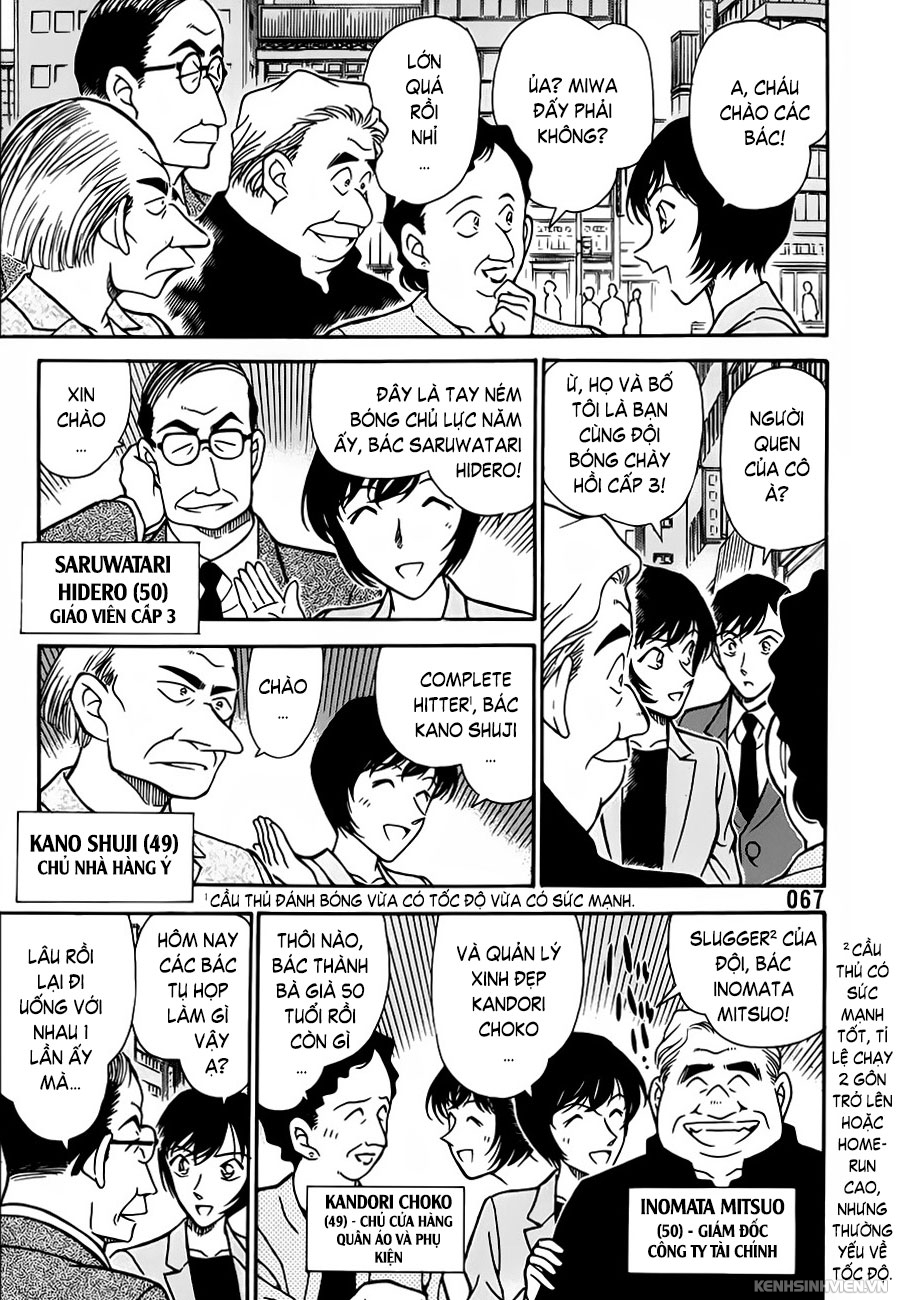 A, CHÁU
CHÀO CÁC
BÁC!
ỦA? MIWA
ĐẤY PHẢI
KHÔNG?
LỚN
QUÁ
RỒI
NHỈ
...
NGƯỜI
QUEN
CỦA CÔ
À?
Ừ, HỌ VÀ BỐ
TÔI LÀ BẠN
CÙNG ĐỘI
BÓNG CHÀY
HỒI CẤP 3!
ĐÂY LÀ TAY NÉM
BÓNG CHỦ LỰC NĂM
ẤY, BÁC SARUWATARI
HIDERO!
XIN
CHÀO
...
SARUWATARI
HIDERO (50)
GIÁO VIÊN CẤP 3
COMPLETE
HITTER¹, BÁC
KANO SHUJI
...
CHÀO
...
KANO SHUJI (49)
CHỦ NHÀ HÀNG Ý
¹ CẦU THỦ ĐÁNH BÓNG VỪA CÓ TỐC ĐỘ VỪA CÓ SỨC MẠNH.
067
SLUGGER² CỦA
ĐỘI, BÁC
INOMATA
MITSUO!
VÀ QUẢN LÝ
XINH ĐẸP
KANDORI
CHOKO
...
THÔI NÀO,
BÁC THÀNH
BÀ GIÀ 50
TUỔI RỒI
CÒN GÌ
...
HÔM NAY
CÁC BÁC
TỤ HỌP
LÀM GÌ
VẬY
Ạ?
LÂU RỒI
LẠI ĐI
UỐNG VỚI
NHAU 1
LẦN ẤY
MÀ...
INOMATA MITSUO
(50) - GIÁM ĐỐC
CÔNG TY TÀI CHÍNH
KANDORI CHOKO
(49) - CHỦ CỬA HÀNG
QUẦN ÁO VÀ PHỤ
KIỆN
² CẦU
THỦ CÓ
SỨC
MẠNH
TỐT, TỈ
LỆ CHẠY
2 GÔN
TRỞ LÊN
HOẶC
HOME-
RUN
CAO,
NHƯNG
THƯỜNG
YẾU VỀ
TỐC ĐỘ.
KENHSINHVIEN.VN